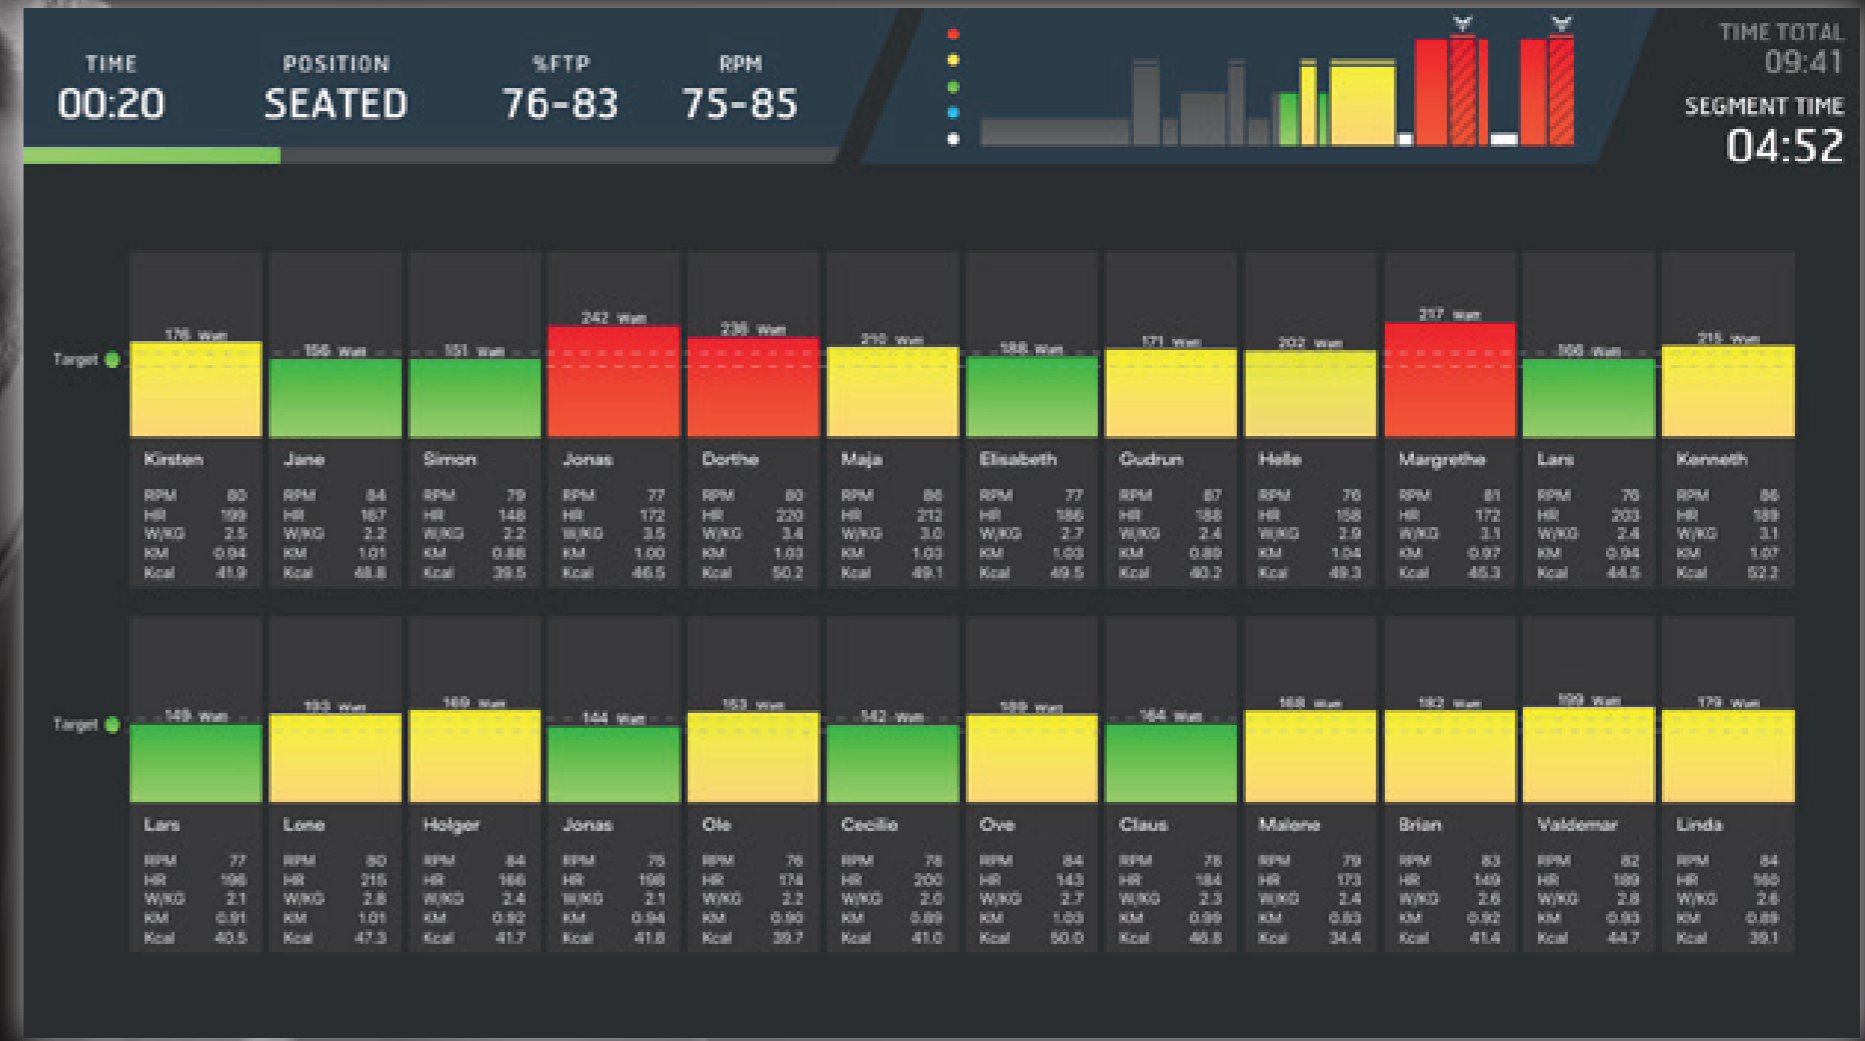 TIME POSITION %FTP RPM
00:20 SEATED 76-83 75-85
TIME TOTAL
09:41
SEGMENT TIME
04:52
176 Watt 156 Watt 151 Watt 242 Watt 236 Watt 210 Watt 188 Watt 171 Watt 202 Watt 217 Watt 166 Watt 215 Watt
Target
Kirsten Jane Simon Jonas Dorthe Maja Elisabeth Gudrun Helle Margrethe Lars Kenneth
RPM 80 RPM 84 RPM 79 RPM 77 RPM 80 RPM 86 RPM 77 RPM 87 RPM 76 RPM 81 RPM 76 RPM 86
HR 199 HR 167 HR 148 HR 172 HR 220 HR 212 HR 186 HR 188 HR 158 HR 172 HR 203 HR 189
W/KG 2.5 W/KG 2.2 W/KG 2.2 W/KG 3.5 W/KG 3.4 W/KG 3.0 W/KG 2.7 W/KG 2.4 W/KG 2.9 W/KG 3.1 W/KG 2.4 W/KG 3.1
KM 0.94 KM 1.01 KM 0.88 KM 1.00 KM 1.03 KM 1.03 KM 1.03 KM 0.89 KM 1.04 KM 0.97 KM 0.94 KM 1.07
Kcal 41.9 Kcal 48.8 Kcal 39.5 Kcal 46.5 Kcal 50.2 Kcal 49.1 Kcal 49.5 Kcal 40.2 Kcal 49.3 Kcal 45.3 Kcal 44.5 Kcal 52.2
149 Watt 193 Watt 169 Watt 144 Watt 163 Watt 142 Watt 189 Watt 164 Watt 168 Watt 182 Watt 199 Watt 179 Watt
Target
Lars Lone Holger Jonas Ole Cecilie Ove Claus Malene Brian Valdemar Linda
RPM 77 RPM 80 RPM 84 RPM 75 RPM 76 RPM 78 RPM 84 RPM 78 RPM 79 RPM 83 RPM 82 RPM 84
HR 196 HR 215 HR 166 HR 198 HR 174 HR 200 HR 143 HR 184 HR 173 HR 149 HR 189 HR 160
W/KG 2.1 W/KG 2.8 W/KG 2.4 W/KG 2.1 W/KG 2.2 W/KG 2.0 W/KG 2.7 W/KG 2.3 W/KG 2.4 W/KG 2.6 W/KG 2.8 W/KG 2.6
KM 0.91 KM 1.01 KM 0.92 KM 0.94 KM 0.90 KM 0.89 KM 1.03 KM 0.99 KM 0.83 KM 0.92 KM 0.93 KM 0.89
Kcal 40.5 Kcal 47.3 Kcal 41.7 Kcal 41.8 Kcal 39.7 Kcal 41.0 Kcal 50.0 Kcal 46.8 Kcal 34.4 Kcal 41.4 Kcal 44.7 Kcal 39.1